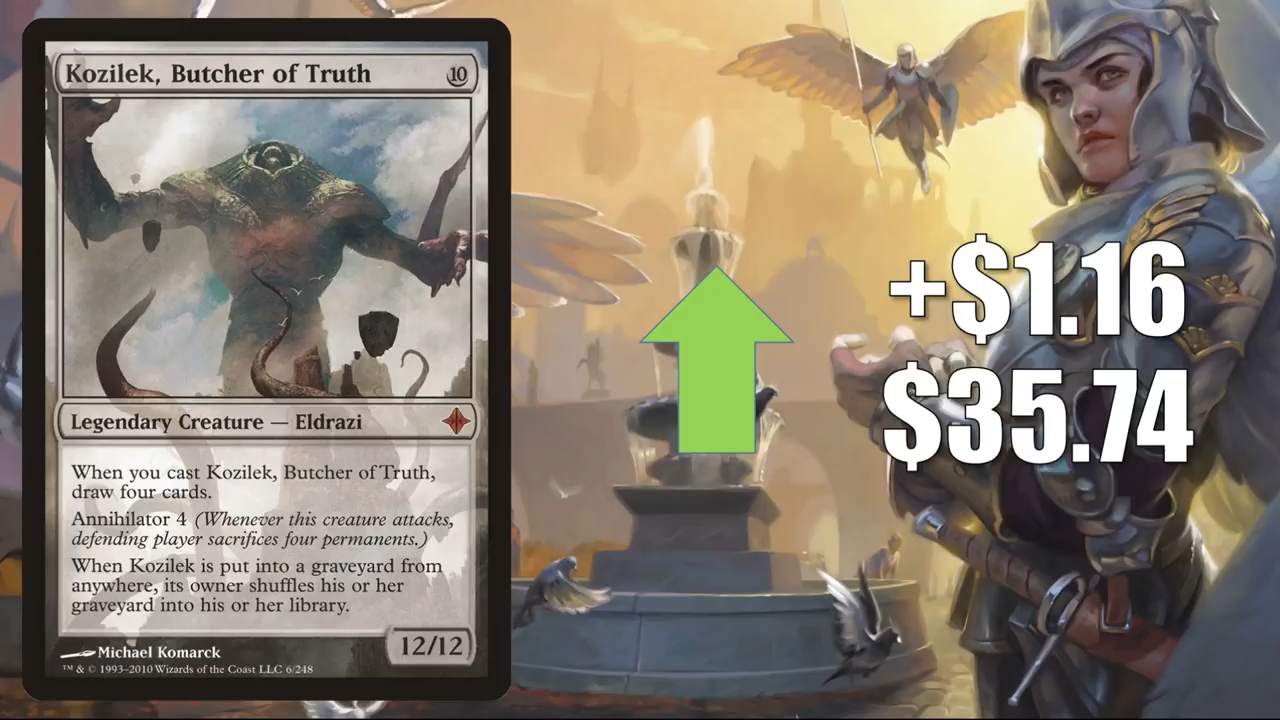 Kozilek, Butcher of Truth 10
Legendary Creature — Eldrazi
When you cast Kozilek, Butcher of Truth,
draw four cards.
Annihilator 4 (Whenever this creature attacks,
defending player sacrifices four permanents.)
When Kozilek is put into a graveyard from
anywhere, its owner shuffles his or her
graveyard into his or her library.
12/12
Michael Komarck
™ & © 1993–2010 Wizards of the Coast LLC 6/248
+$1.16
$35.74